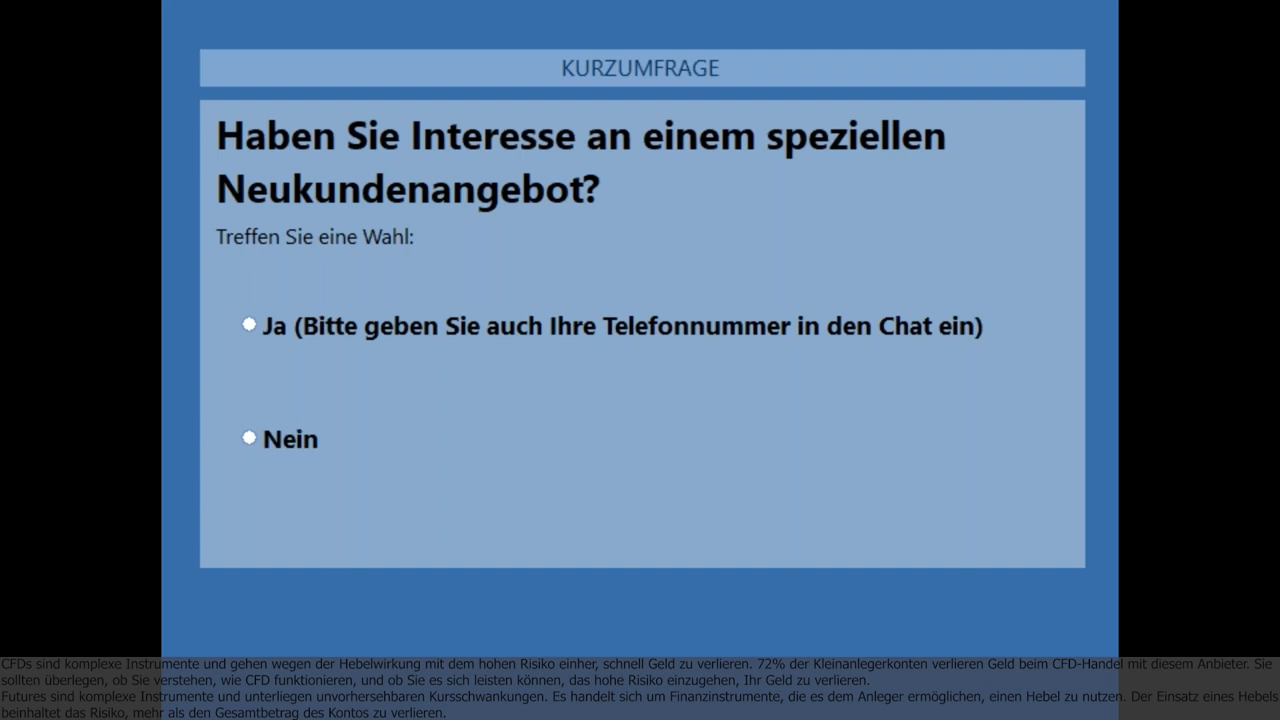 KURZUMFRAGE
Haben Sie Interesse an einem speziellen
Neukundenangebot?
Treffen Sie eine Wahl:
Ja (Bitte geben Sie auch Ihre Telefonnummer in den Chat ein)
Nein
CFDs sind komplexe Instrumente und gehen wegen der Hebelwirkung mit dem hohen Risiko einher, schnell Geld zu verlieren. 72% der Kleinanlegerkonten verlieren Geld beim CFD-Handel mit diesem Anbieter. Sie
sollten überlegen, ob Sie verstehen, wie CFD funktionieren, und ob Sie es sich leisten können, das hohe Risiko einzugehen, Ihr Geld zu verlieren.
Futures sind komplexe Instrumente und unterliegen unvorhersehbaren Kursschwankungen. Es handelt sich um Finanzinstrumente, die es dem Anleger ermöglichen, einen Hebel zu nutzen. Der Einsatz eines Hebels
beinhaltet das Risiko, mehr als den Gesamtbetrag des Kontos zu verlieren.